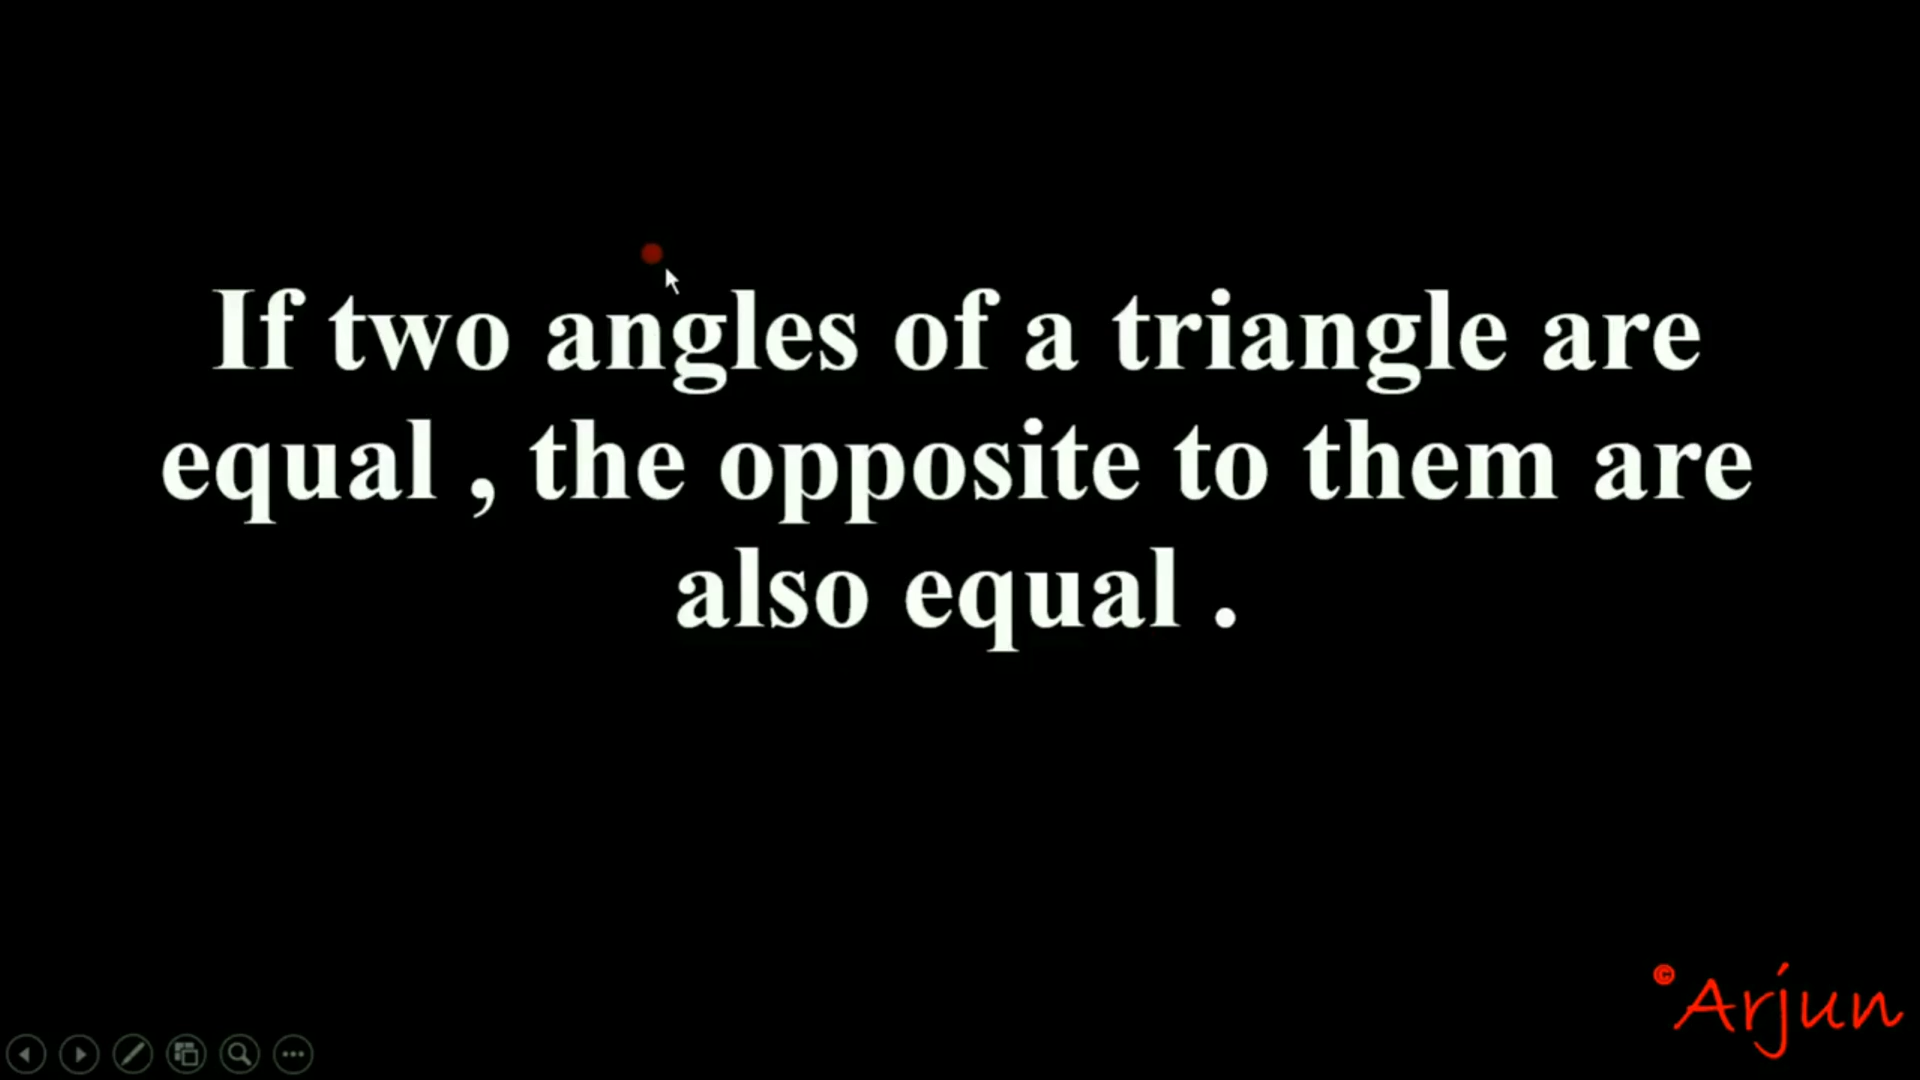 If two angles of a triangle are
equal , the opposite to them are
also equal .
© Arjun